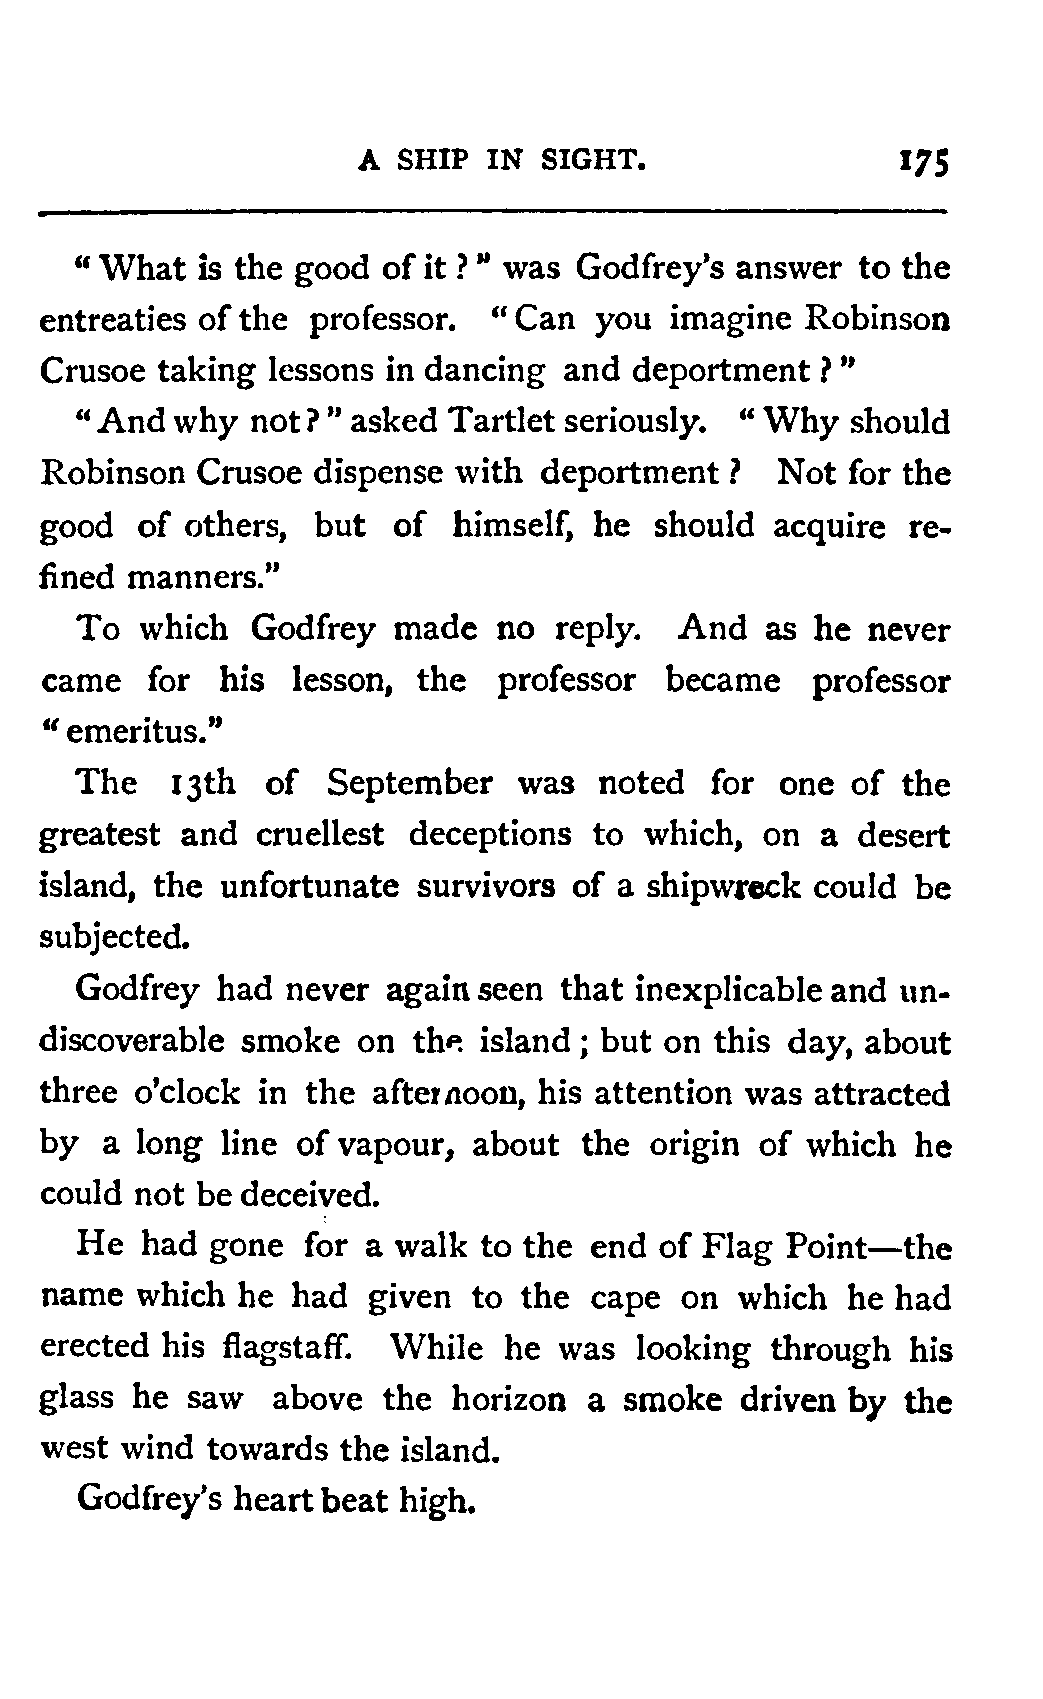 A SHIP IN SIGHT. 175
“What is the good of it?” was Godfrey's answer to the
entreaties of the professor. “Can you imagine Robinson
Crusoe taking lessons in dancing and deportment?”
“And why not?” asked Tartlet seriously. “Why should
Robinson Crusoe dispense with deportment? Not for the
good of others, but of himself, he should acquire re-
fined manners.”
To which Godfrey made no reply. And as he never
came for his lesson, the professor became professor
“emeritus.”
The 13th of September was noted for one of the
greatest and cruellest deceptions to which, on a desert
island, the unfortunate survivors of a shipwreck could be
subjected.
Godfrey had never again seen that inexplicable and un-
discoverable smoke on the island; but on this day, about
three o'clock in the afternoon, his attention was attracted
by a long line of vapour, about the origin of which he
could not be deceived.
He had gone for a walk to the end of Flag Point—the
name which he had given to the cape on which he had
erected his flagstaff. While he was looking through his
glass he saw above the horizon a smoke driven by the
west wind towards the island.
Godfrey's heart beat high.